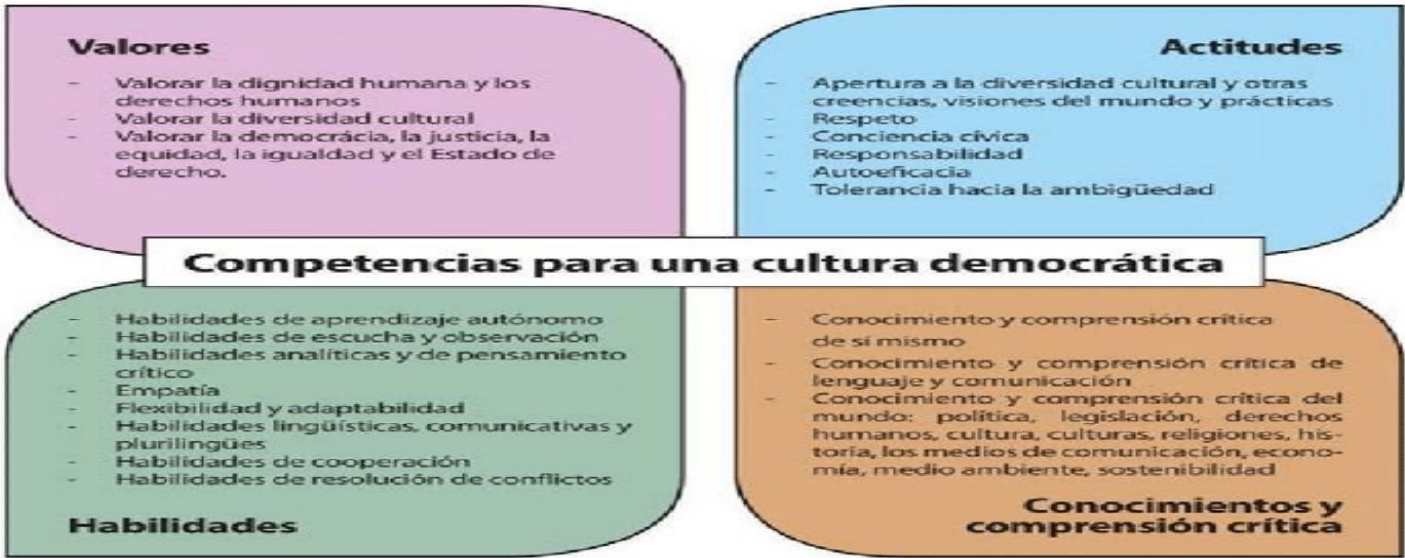 Valores
- Valorar la dignidad humana y los
derechos humanos
- Valorar la diversidad cultural
- Valorar la democrácia, la justicia, la
equidad, la igualdad y el Estado de
derecho.
Actitudes
- Apertura a la diversidad cultural y otras
creencias, visiones del mundo y prácticas
- Respeto
- Conciencia cívica
- Responsabilidad
- Autoeficacia
- Tolerancia hacia la ambigüedad
Competencias para una cultura democrática
- Habilidades de aprendizaje autónomo
- Habilidades de escucha y observación
- Habilidades analíticas y de pensamiento
crítico
- Empatía
- Flexibilidad y adaptabilidad
- Habilidades lingüísticas, comunicativas y
plurilingües
- Habilidades de cooperación
- Habilidades de resolución de conflictos
Habilidades
- Conocimiento y comprensión crítica
de sí mismo
- Conocimiento y comprensión crítica de
lenguaje y comunicación
- Conocimiento y comprensión crítica del
mundo: política, legislación, derechos
humanos, cultura, culturas, religiones, his-
toria, los medios de comunicación, econo-
mía, medio ambiente, sostenibilidad
Conocimientos y
comprensión crítica